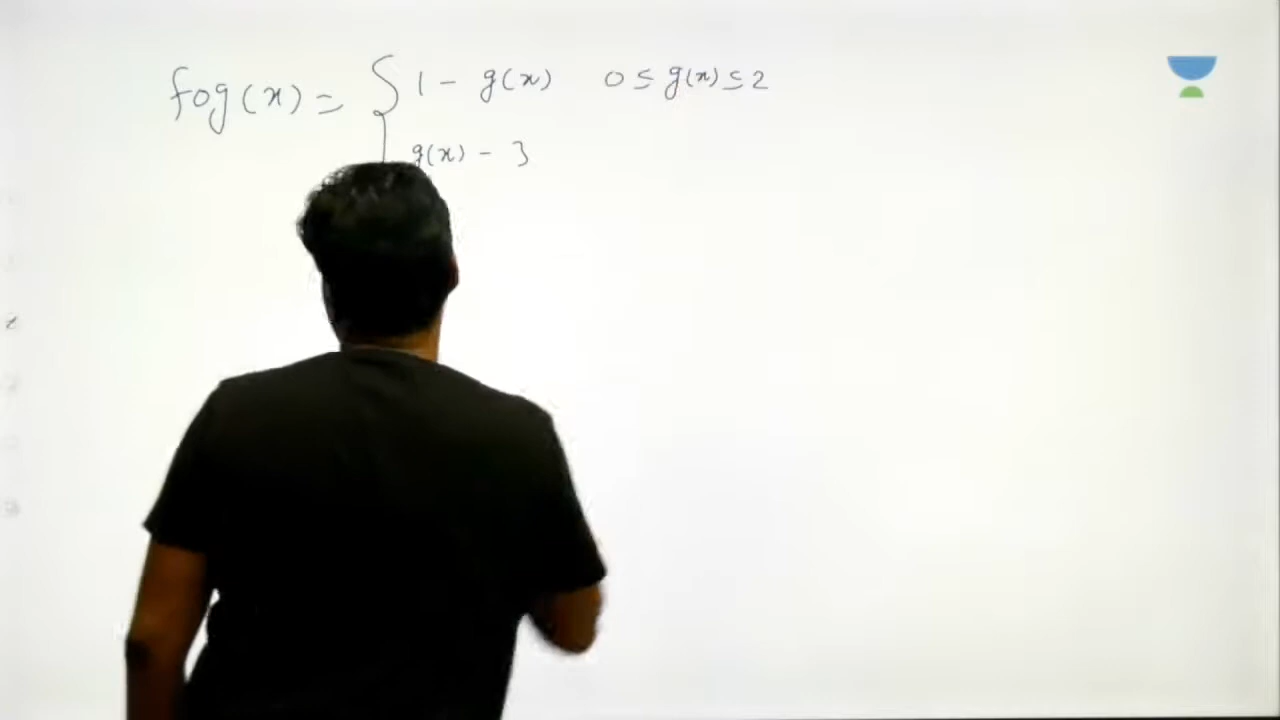 fog(x) = { 1 - g(x) 0 ≤ g(x) ≤ 2
g(x) - 3